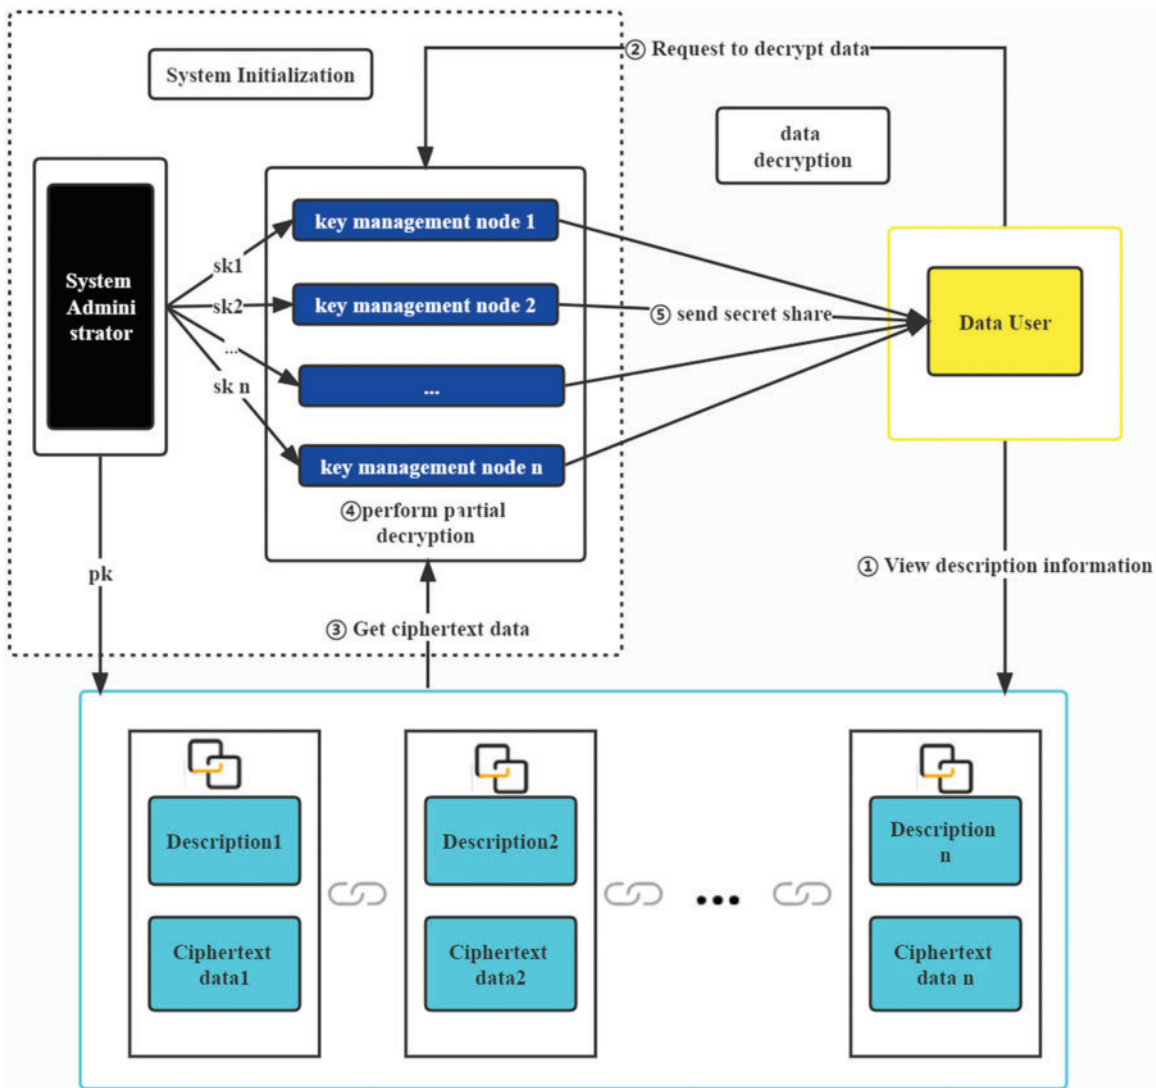 ② Request to decrypt data
System Initialization
data
decryption
key management node 1
sk1
System
Admini
strator
sk2
key management node 2
⑤ send secret share
Data User
...
sk n
...
key management node n
④perform partial
decryption
pk
① View description information
③ Get ciphertext data
Description1
Description2
Description
n
...
Ciphertext
data1
Ciphertext
data2
Ciphertext
data n